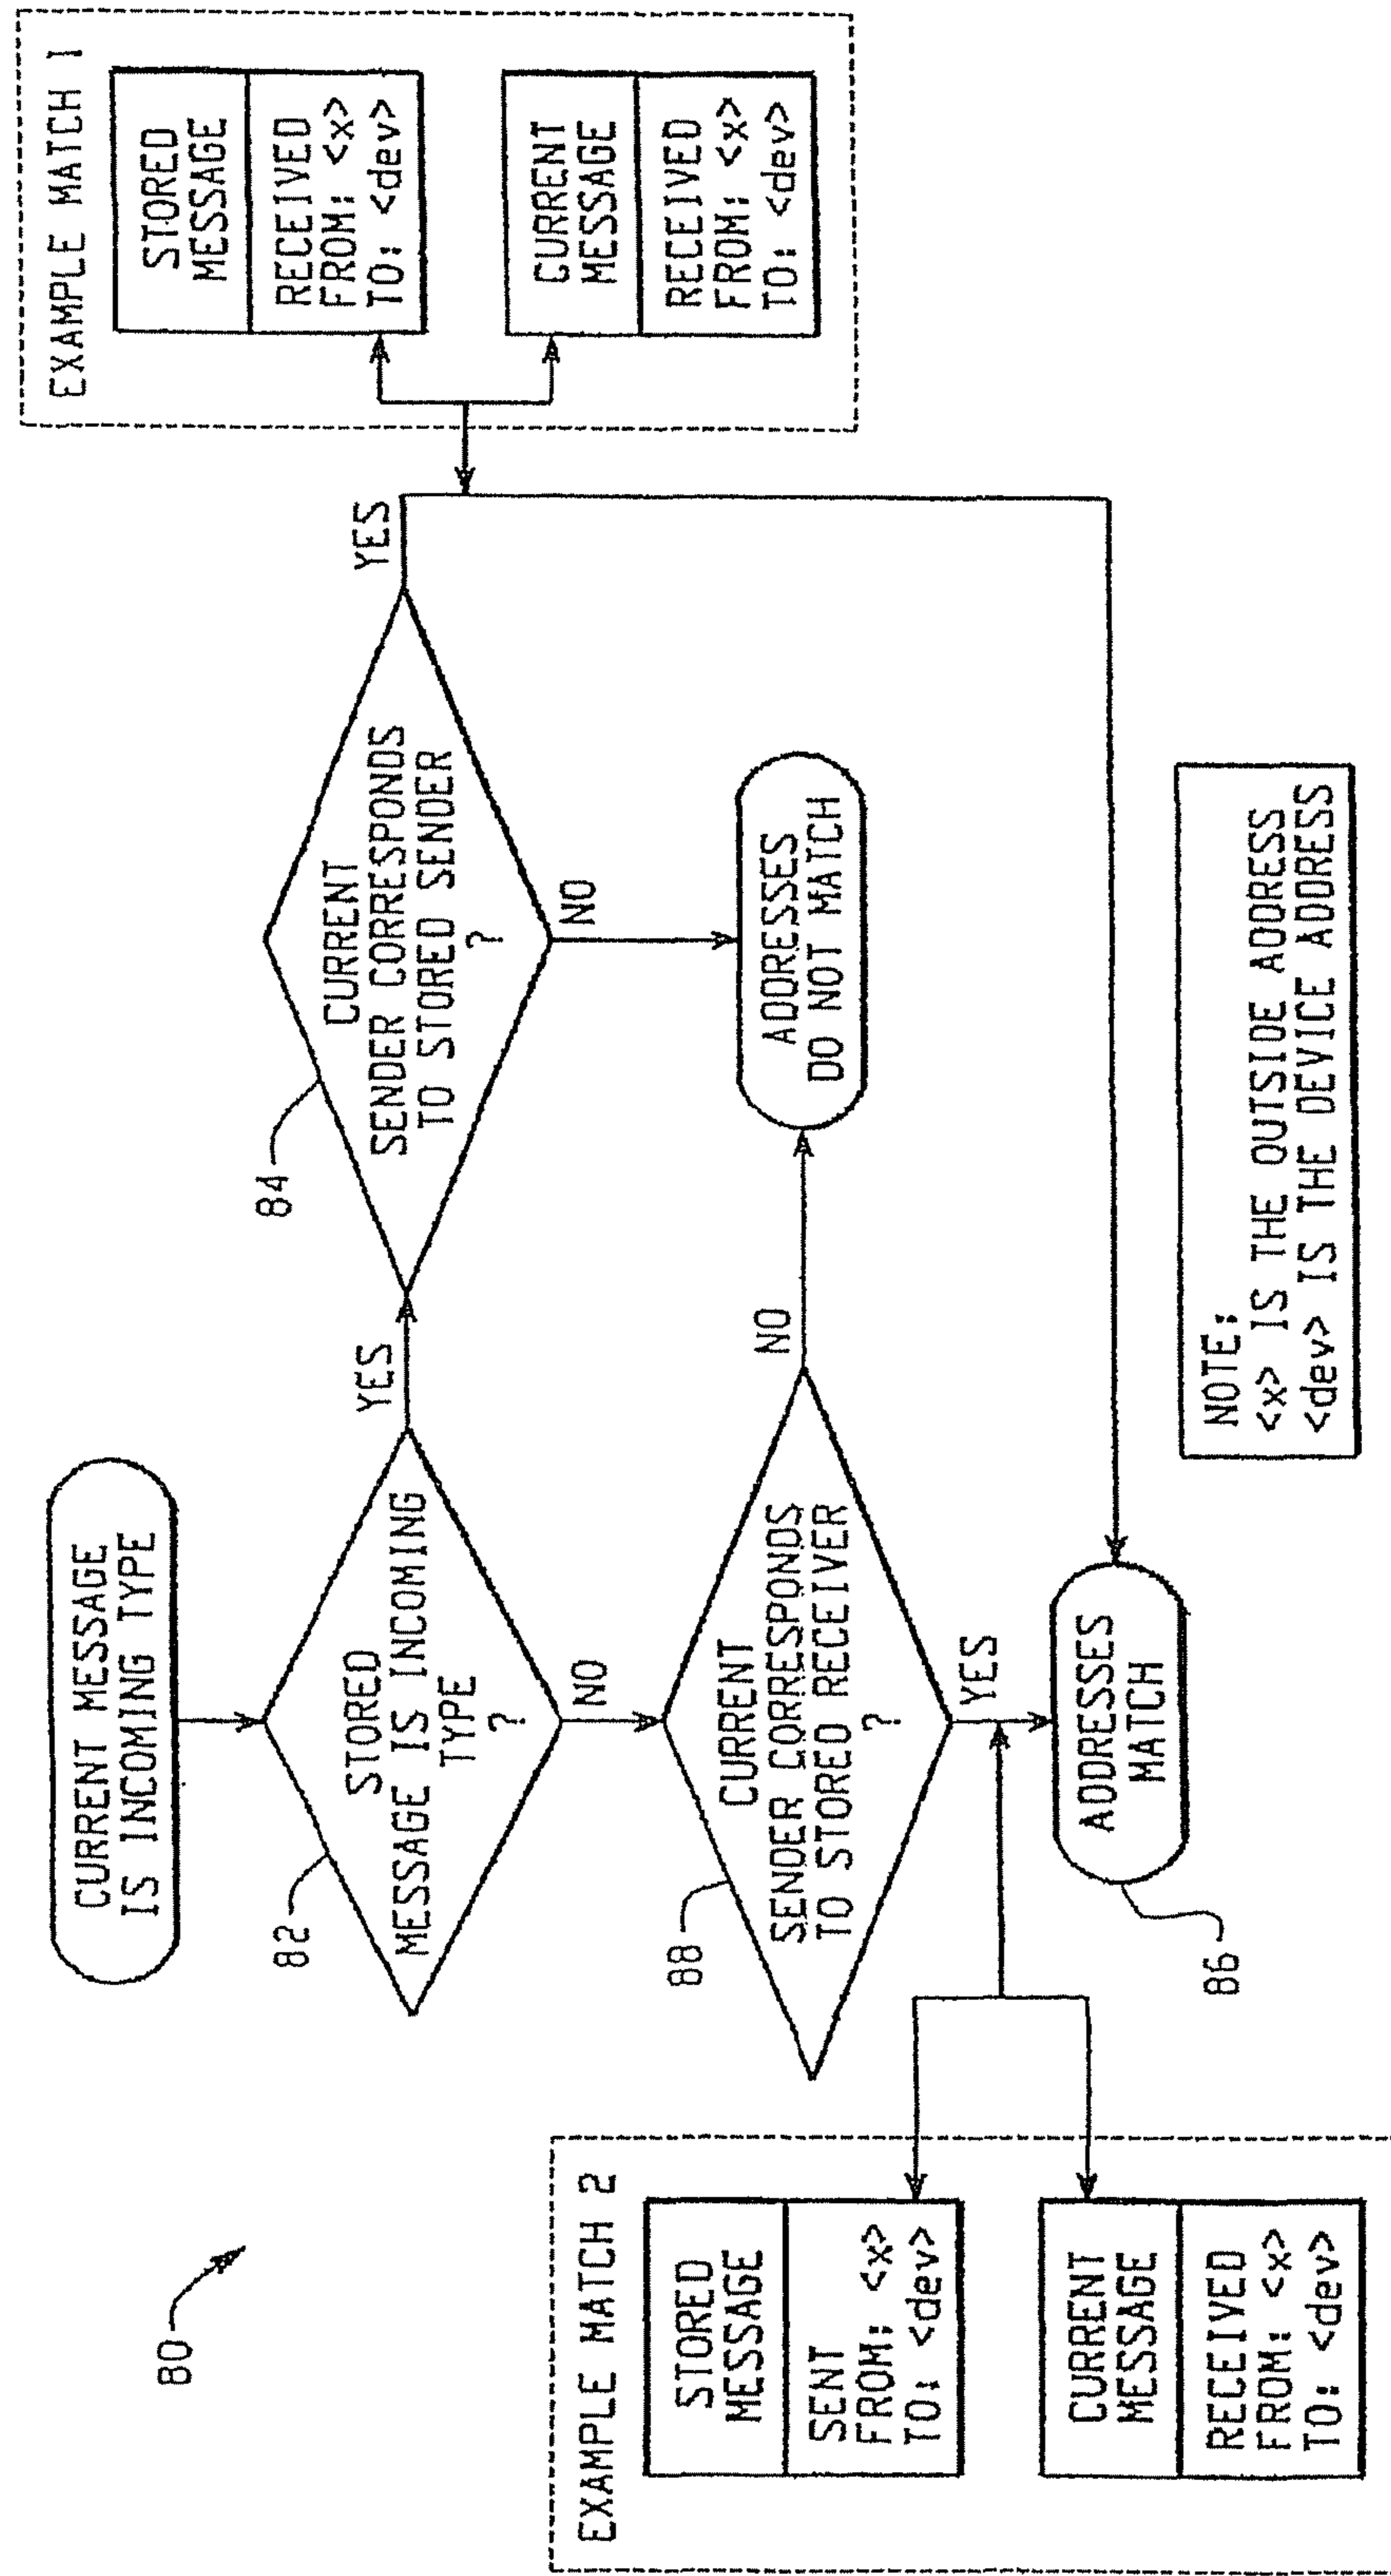 80
CURRENT MESSAGE
IS INCOMING TYPE
82
STORED
MESSAGE IS INCOMING
TYPE
?
YES
NO
84
CURRENT
SENDER CORRESPONDS
TO STORED SENDER
?
YES
NO
EXAMPLE MATCH 1
STORED
MESSAGE
RECEIVED
FROM: <x>
TO: <dev>
CURRENT
MESSAGE
RECEIVED
FROM: <x>
TO: <dev>
88
CURRENT
SENDER CORRESPONDS
TO STORED RECEIVER
?
NO
YES
ADDRESSES
DO NOT MATCH
EXAMPLE MATCH 2
STORED
MESSAGE
SENT
FROM: <x>
TO: <dev>
CURRENT
MESSAGE
RECEIVED
FROM: <x>
TO: <dev>
86
ADDRESSES
MATCH
NOTE:
<x> IS THE OUTSIDE ADDRESS
<dev> IS THE DEVICE ADDRESS